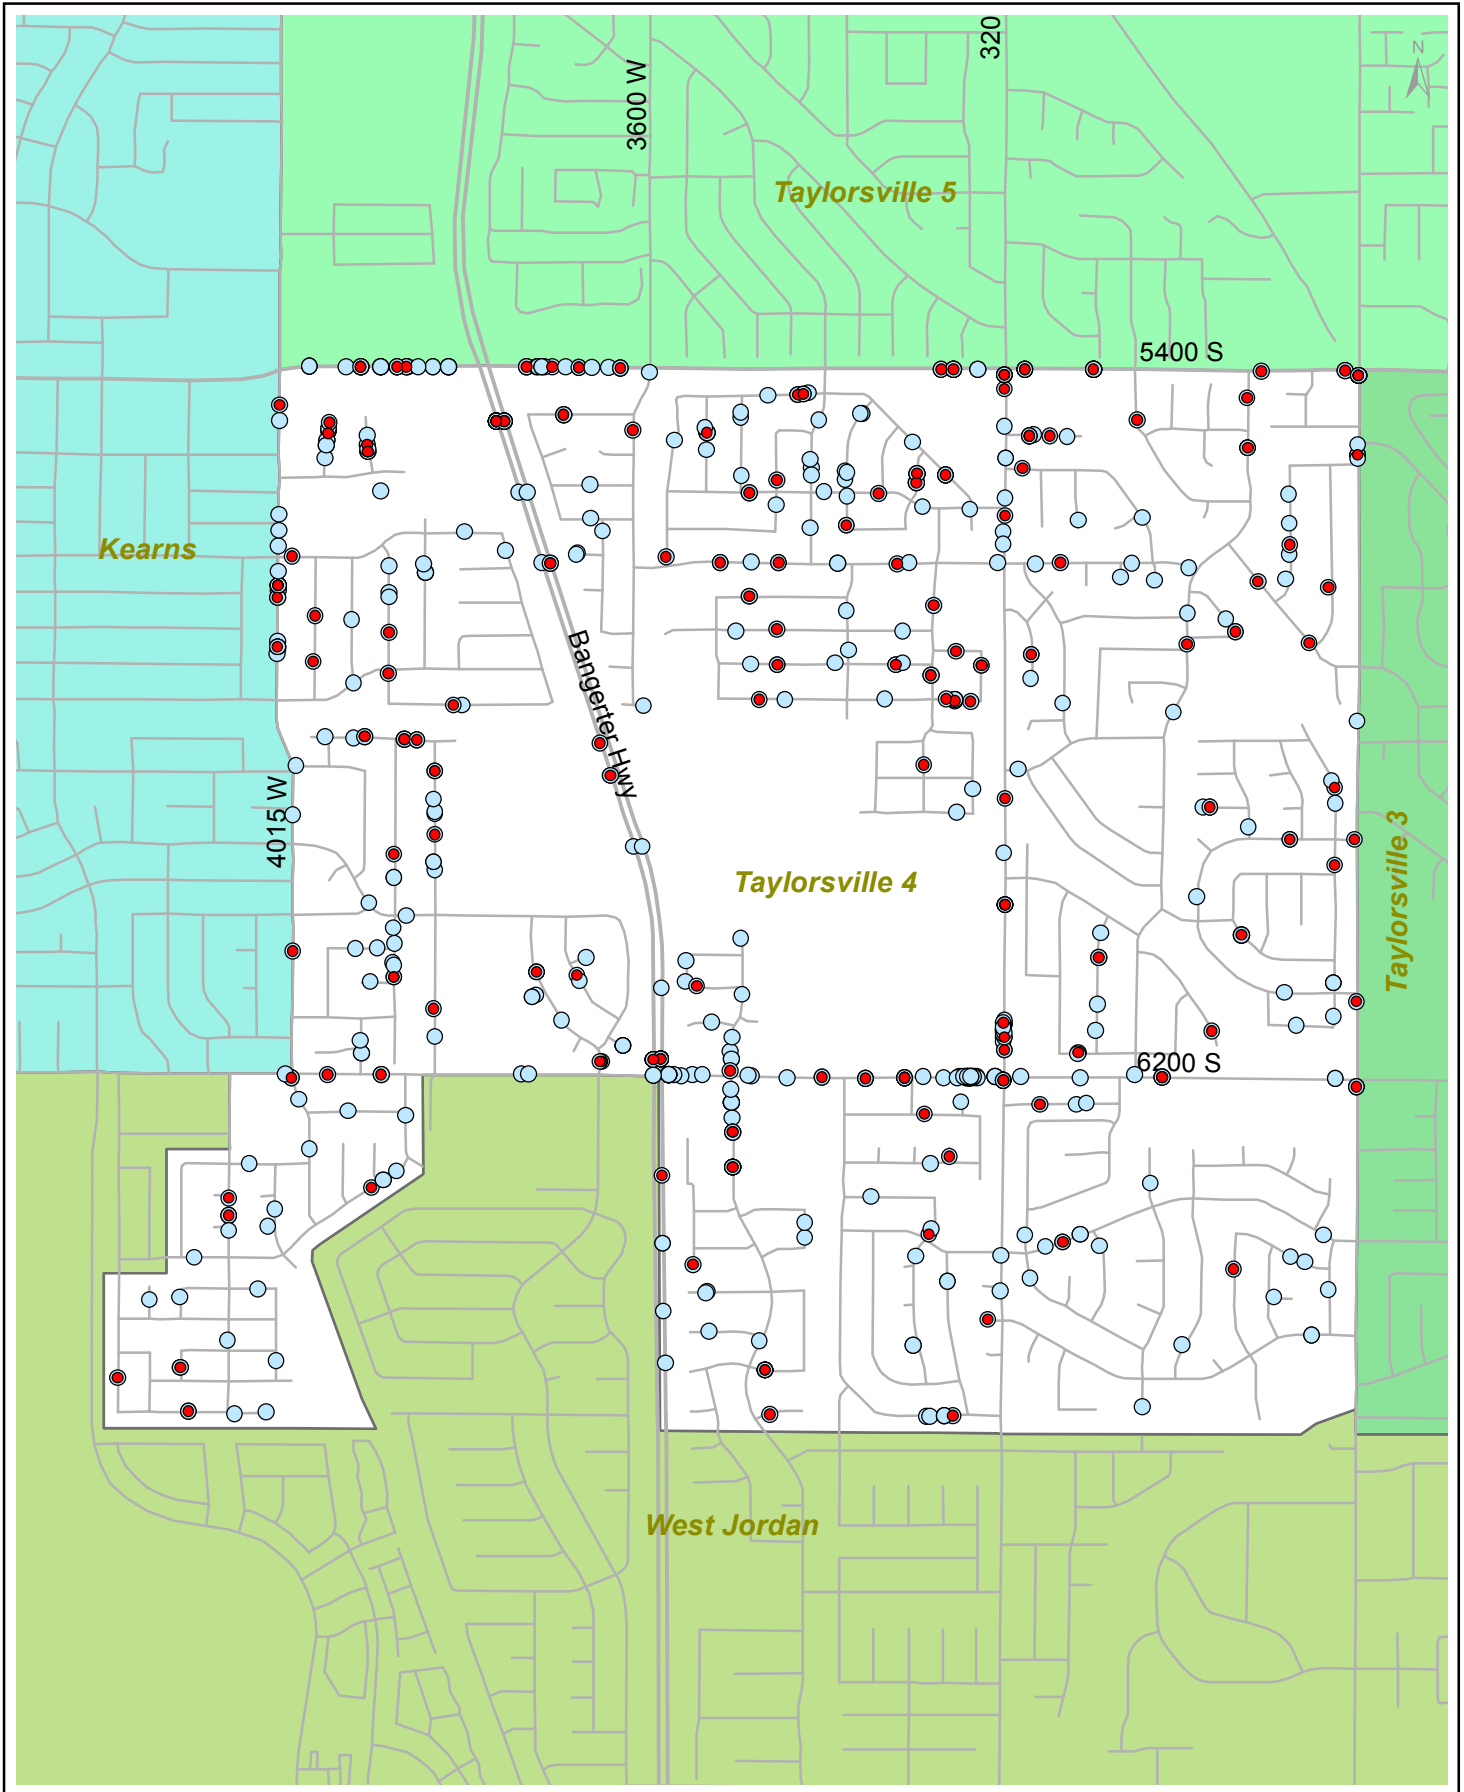 320
N
3600 W
Taylorsville 5
5400 S
Kearns
Bangerter Hwy
4015 W
Taylorsville 4
Taylorsville 3
6200 S
West Jordan